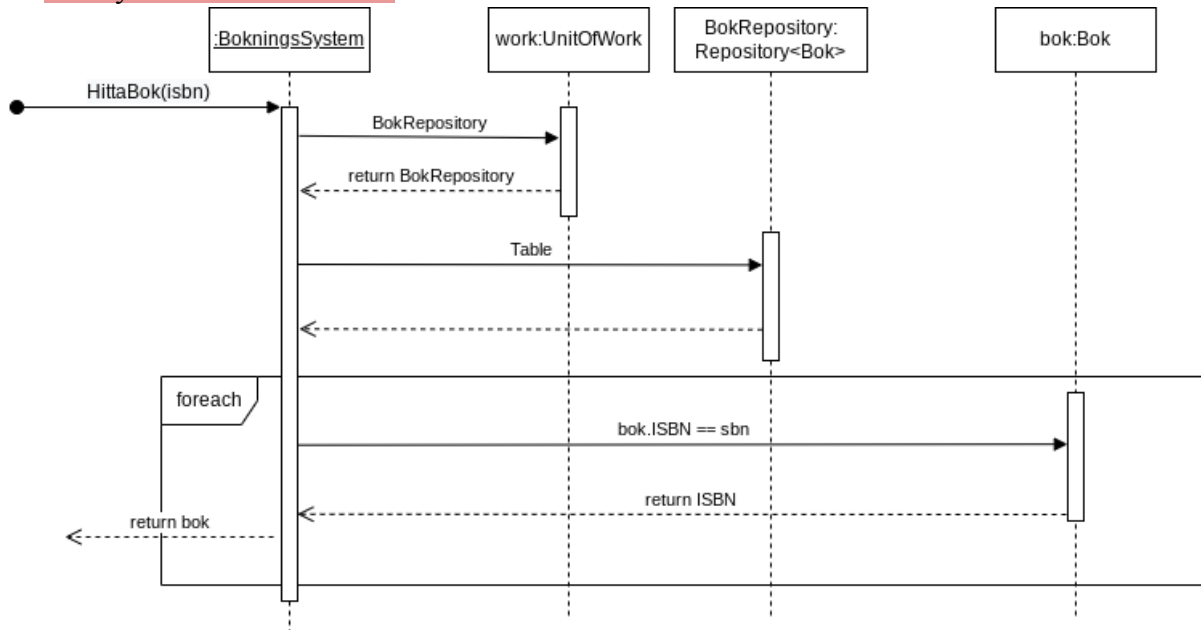 :BokningsSystem
work:UnitOfWork
BokRepository:
Repository<Bok>
bok:Bok
HittaBok(isbn)
BokRepository
return BokRepository
Table
foreach
bok.ISBN == sbn
return ISBN
return bok